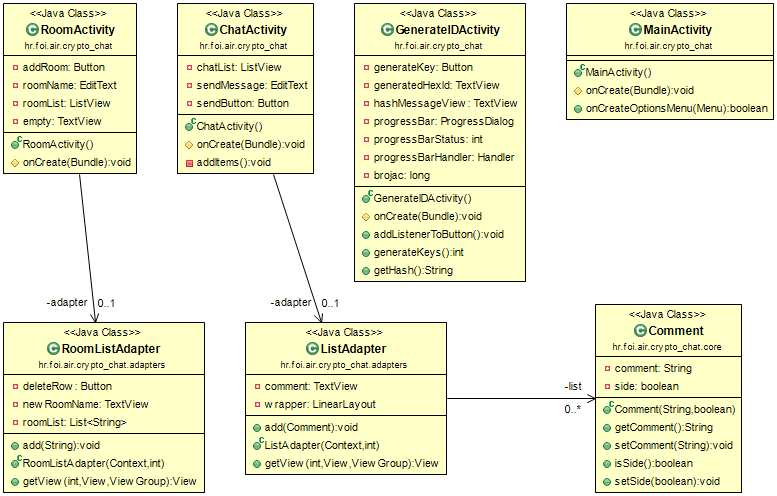 <<Java Class>>
RoomActivity
hr.foi.air.crypto_chat
addRoom: Button
roomName: EditText
roomList: ListView
empty: TextView
RoomActivity()
onCreate(Bundle):void
<<Java Class>>
ChatActivity
hr.foi.air.crypto_chat
chatList: ListView
sendMessage: EditText
sendButton: Button
ChatActivity()
onCreate(Bundle):void
addItems():void
<<Java Class>>
GenerateIDActivity
hr.foi.air.crypto_chat
generateKey: Button
generatedHexId: TextView
hashMessageView: TextView
progressBar: ProgressDialog
progressBarStatus: int
progressBarHandler: Handler
brojac: long
GenerateIDActivity()
onCreate(Bundle):void
addListenerToButton():void
generateKeys():int
getHash():String
<<Java Class>>
MainActivity
hr.foi.air.crypto_chat
MainActivity()
onCreate(Bundle):void
onCreateOptionsMenu(Menu):boolean
-adapter 0..1
-adapter 0..1
<<Java Class>>
RoomListAdapter
hr.foi.air.crypto_chat.adapters
deleteRow: Button
newRoomName: TextView
roomList: List<String>
add(String):void
RoomListAdapter(Context,int)
getView(int,View,ViewGroup):View
<<Java Class>>
ListAdapter
hr.foi.air.crypto_chat.adapters
comment: TextView
wrapper: LinearLayout
add(Comment):void
ListAdapter(Context,int)
getView(int,View,ViewGroup):View
-list
0..*
<<Java Class>>
Comment
hr.foi.air.crypto_chat.core
comment: String
side: boolean
Comment(String,boolean)
getComment():String
setComment(String):void
isSide():boolean
setSide(boolean):void